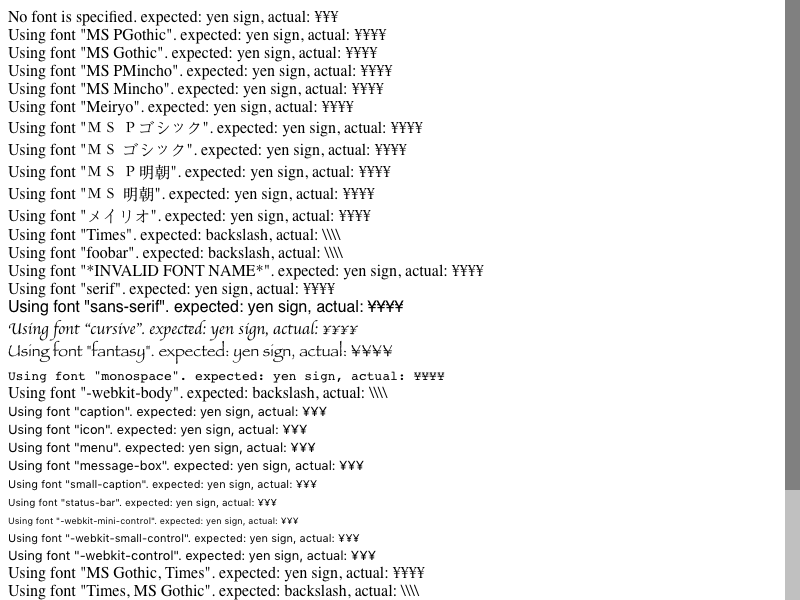 No font is specified. expected: yen sign, actual: ¥¥¥
Using font "MS PGothic". expected: yen sign, actual: ¥¥¥¥
Using font "MS Gothic". expected: yen sign, actual: ¥¥¥¥
Using font "MS PMincho". expected: yen sign, actual: ¥¥¥¥
Using font "MS Mincho". expected: yen sign, actual: ¥¥¥¥
Using font "Meiryo". expected: yen sign, actual: ¥¥¥¥
Using font "ＭＳ Ｐゴシック". expected: yen sign, actual: ¥¥¥¥
Using font "ＭＳ ゴシック". expected: yen sign, actual: ¥¥¥¥
Using font "ＭＳ Ｐ明朝". expected: yen sign, actual: ¥¥¥¥
Using font "ＭＳ 明朝". expected: yen sign, actual: ¥¥¥¥
Using font "メイリオ". expected: yen sign, actual: ¥¥¥¥
Using font "Times". expected: backslash, actual: \\\\
Using font "foobar". expected: backslash, actual: \\\\
Using font "*INVALID FONT NAME*". expected: yen sign, actual: ¥¥¥¥
Using font "serif". expected: yen sign, actual: ¥¥¥¥
Using font "sans-serif". expected: yen sign, actual: ¥¥¥¥
Using font “cursive”. expected: yen sign, actual: ¥¥¥¥
Using font "fantasy". expected: yen sign, actual: ¥¥¥¥
Using font "monospace". expected: yen sign, actual: ¥¥¥¥
Using font "-webkit-body". expected: backslash, actual: \\\\
Using font "caption". expected: yen sign, actual: ¥¥¥
Using font "icon". expected: yen sign, actual: ¥¥¥
Using font "menu". expected: yen sign, actual: ¥¥¥
Using font "message-box". expected: yen sign, actual: ¥¥¥
Using font "small-caption". expected: yen sign, actual: ¥¥¥
Using font "status-bar". expected: yen sign, actual: ¥¥¥
Using font "-webkit-mini-control". expected: yen sign, actual: ¥¥¥
Using font "-webkit-small-control". expected: yen sign, actual: ¥¥¥
Using font "-webkit-control". expected: yen sign, actual: ¥¥¥
Using font "MS Gothic, Times". expected: yen sign, actual: ¥¥¥¥
Using font "Times, MS Gothic". expected: backslash, actual: \\\\